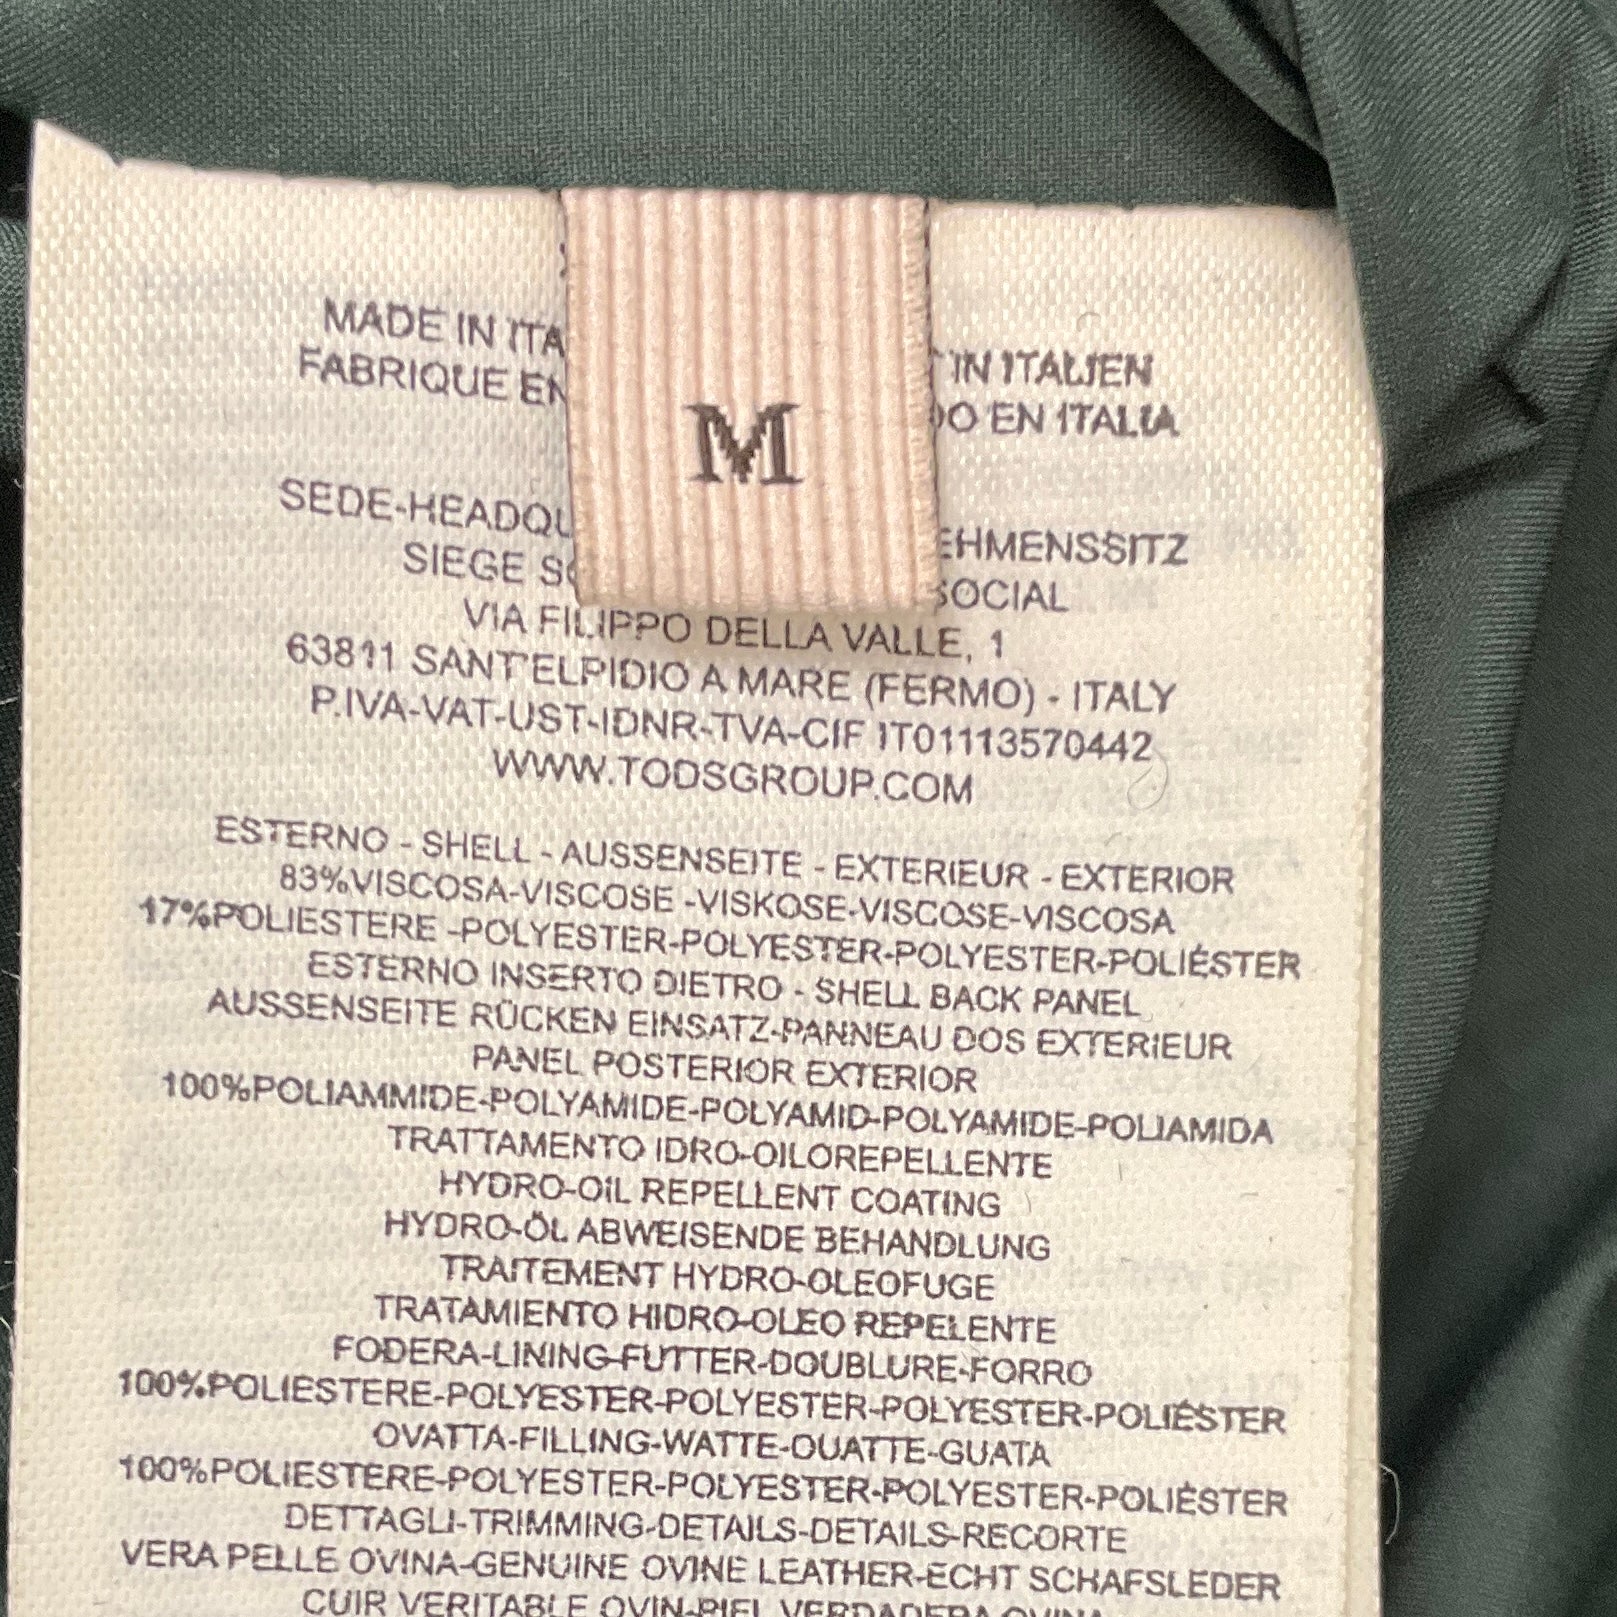 M
MADE IN ITA
IN ITALIEN
FABRIQUE EN
DO EN ITALIA
SEDE-HEADQU
EHMENSSITZ
SIEGE SO
SOCIAL
VIA FILIPPO DELLA VALLE, 1
63811 SANT'ELPIDIO A MARE (FERMO) - ITALY
P.IVA-VAT-UST-IDNR-TVA-CIF IT01113570442
WWW.TODSGROUP.COM
ESTERNO - SHELL - AUSSENSEITE - EXTERIEUR - EXTERIOR
83%VISCOSA-VISCOSE -VISKOSE-VISCOSE-VISCOSA
17%POLIESTERE -POLYESTER-POLYESTER-POLYESTER-POLIÉSTER
ESTERNO INSERTO DIETRO - SHELL BACK PANEL
AUSSENSEITE RÜCKEN EINSATZ-PANNEAU DOS EXTERIEUR
PANEL POSTERIOR EXTERIOR
100%POLIAMMIDE-POLYAMIDE-POLYAMID-POLYAMIDE-POLIAMIDA
TRATTAMENTO IDRO-OILOREPELLENTE
HYDRO-OIL REPELLENT COATING
HYDRO-ÖL ABWEISENDE BEHANDLUNG
TRAITEMENT HYDRO-OLEOFUGE
TRATAMIENTO HIDRO-OLEO REPELENTE
FODERA-LINING-FUTTER-DOUBLURE-FORRO
100%POLIESTERE-POLYESTER-POLYESTER-POLYESTER-POLIÉSTER
OVATTA-FILLING-WATTE-OUATTE-GUATA
100%POLIESTERE-POLYESTER-POLYESTER-POLYESTER-POLIÉSTER
DETTAGLI-TRIMMING-DETAILS-DETAILS-RECORTE
VERA PELLE OVINA-GENUINE OVINE LEATHER-ECHT SCHAFSLEDER
CUIR VERITABLE OVIN-PIEL VERDADERA OVINA